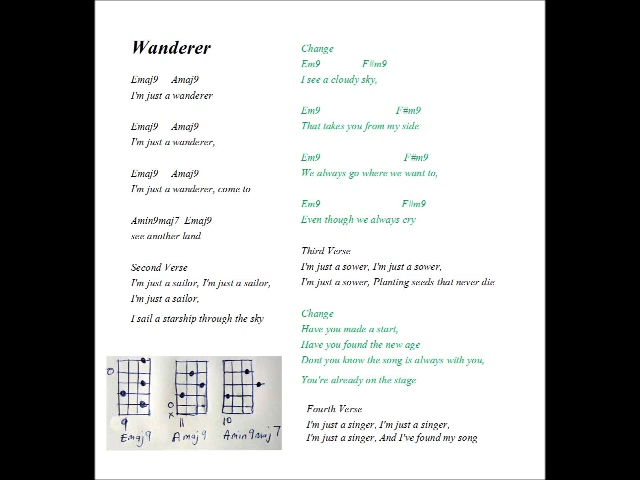 Wanderer
Emaj9 Amaj9
I'm just a wanderer
Emaj9 Amaj9
I'm just a wanderer,
Emaj9 Amaj9
I'm just a wanderer, come to
Amin9maj7 Emaj9
see another land
Second Verse
I'm just a sailor, I'm just a sailor,
I'm just a sailor,
I sail a starship through the sky
O
O
X
9
11
10
Emaj9
Amaj9
Amin9maj7
Change
Em9 F#m9
I see a cloudy sky,
Em9 F#m9
That takes you from my side
Em9 F#m9
We always go where we want to,
Em9 F#m9
Even though we always cry
Third Verse
I'm just a sower, I'm just a sower,
I'm just a sower, Planting seeds that never die
Change
Have you made a start,
Have you found the new age
Dont you know the song is always with you,
You're already on the stage
Fourth Verse
I'm just a singer, I'm just a singer,
I'm just a singer, And I've found my song